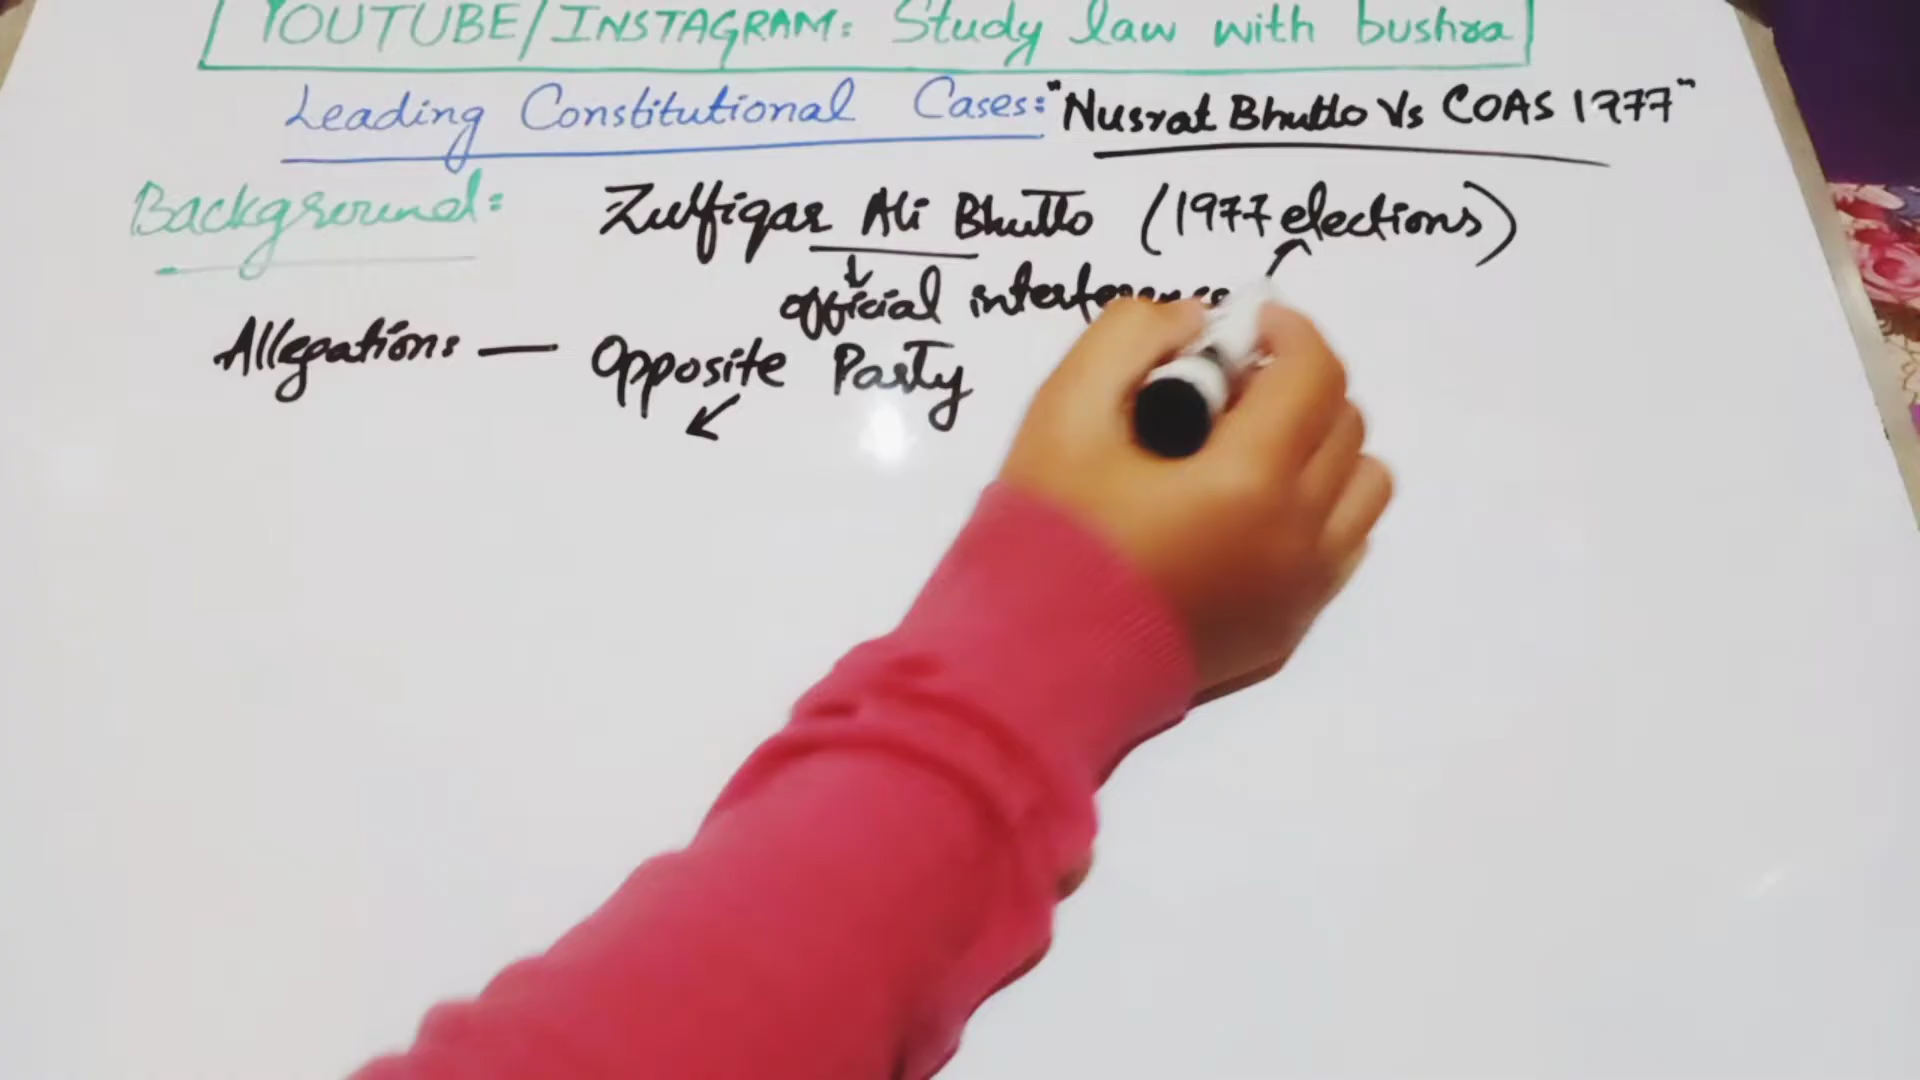 YOUTUBE/INSTAGRAM: Study law with bushra
Leading Constitutional Cases: "Nusrat Bhutto Vs COAS 1977"
Background: Zulfiqar Ali Bhutto (1977 elections)
official interference
Allegations — Opposite Party